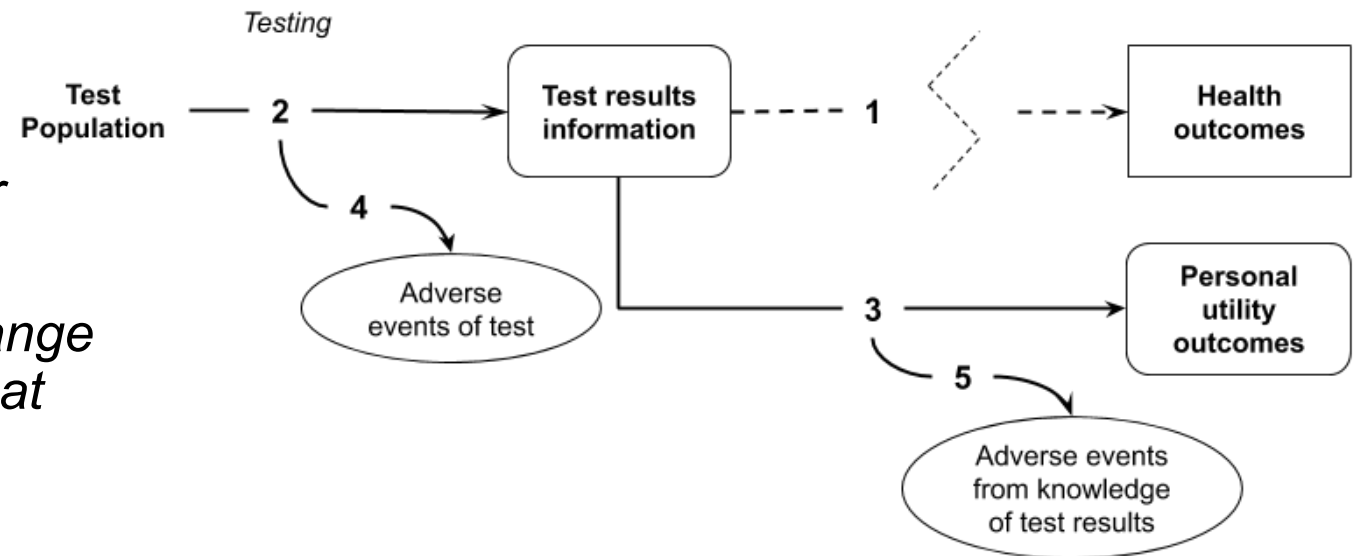 Testing
Test
Population
2
Test results
information
1
Health
outcomes
4
Adverse
events of test
3
Personal
utility
outcomes
5
Adverse events
from knowledge
of test results
ange
at